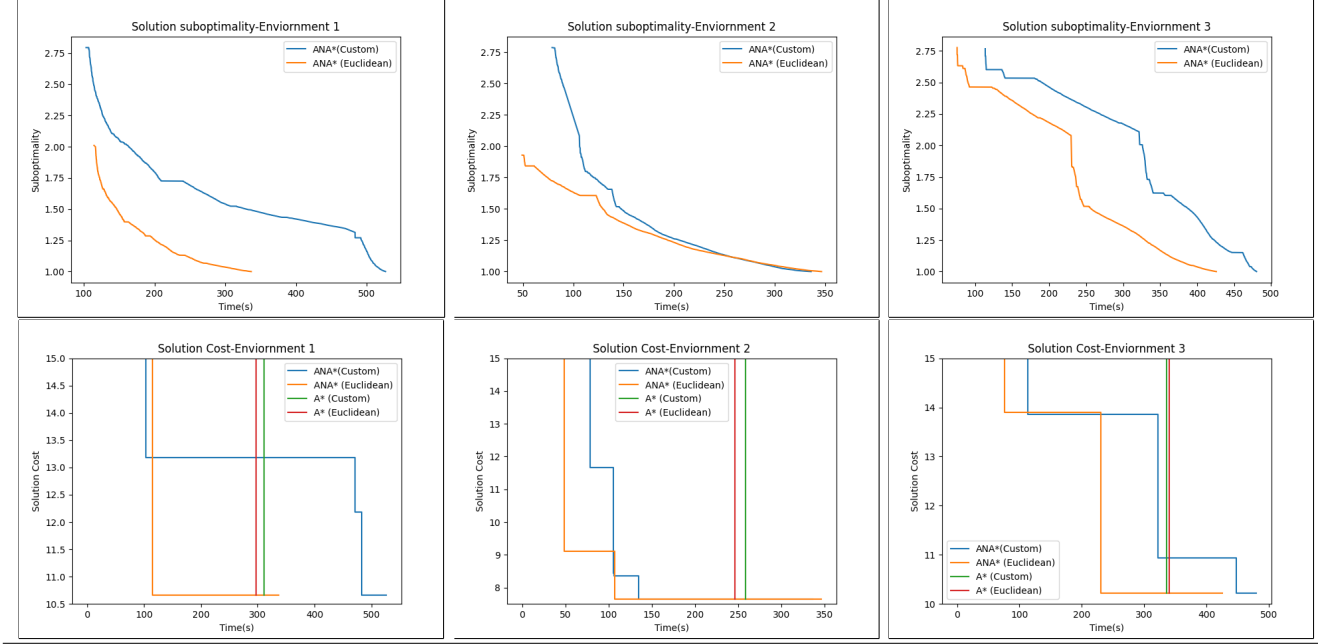 Solution suboptimality-Enviornment 1
2.75
2.50
2.25
2.00
1.75
1.50
1.25
1.00
Suboptimality
ANA*(Custom)
ANA* (Euclidean)
100 200 300 400 500
Time(s)
Solution suboptimality-Enviornment 2
2.75
2.50
2.25
2.00
1.75
1.50
1.25
1.00
Suboptimality
ANA*(Custom)
ANA* (Euclidean)
50 100 150 200 250 300 350
Time(s)
Solution suboptimality-Enviornment 3
2.75
2.50
2.25
2.00
1.75
1.50
1.25
1.00
Suboptimality
ANA*(Custom)
ANA* (Euclidean)
100 150 200 250 300 350 400 450 500
Time(s)
Solution Cost-Enviornment 1
15.0
14.5
14.0
13.5
13.0
12.5
12.0
11.5
11.0
10.5
Solution Cost
ANA*(Custom)
ANA* (Euclidean)
A* (Custom)
A* (Euclidean)
0 100 200 300 400 500
Time(s)
Solution Cost-Enviornment 2
15
14
13
12
11
10
9
8
Solution Cost
ANA*(Custom)
ANA* (Euclidean)
A* (Custom)
A* (Euclidean)
0 50 100 150 200 250 300 350
Time(s)
Solution Cost-Enviornment 3
15
14
13
12
11
10
Solution Cost
ANA*(Custom)
ANA* (Euclidean)
A* (Custom)
A* (Euclidean)
0 100 200 300 400 500
Time(s)